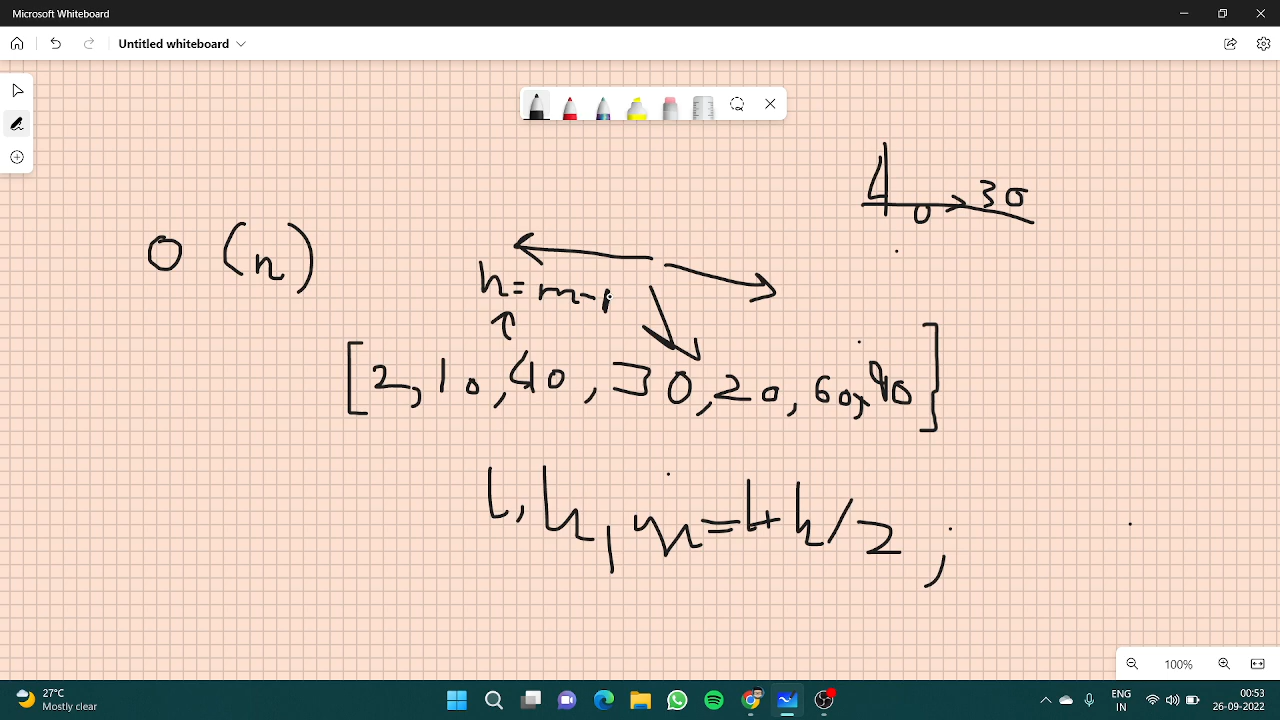 Microsoft Whiteboard
Untitled whiteboard
30
0
O (n)
h = m-1
[2, 10, 40, 30, 20, 60, 90]
l, h, m = l + h / 2 ;
100%
27°C
Mostly clear
ENG
IN
00:53
26-09-2022